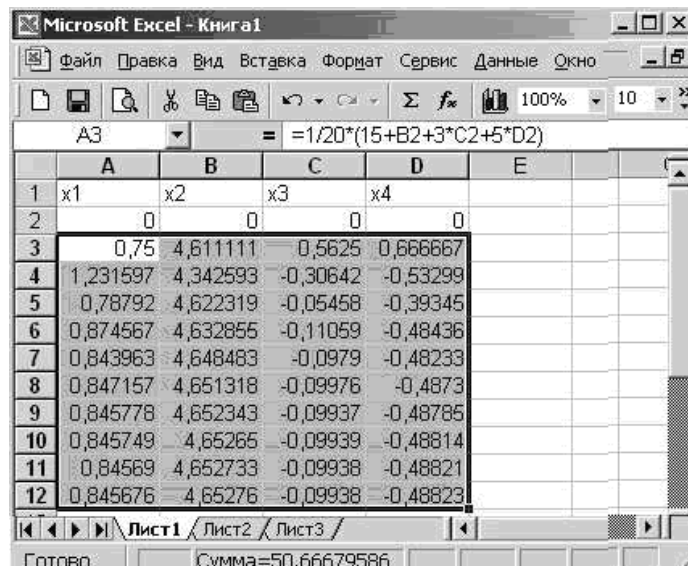 Microsoft Excel - Книга1
Файл Правка Вид Вставка Формат Сервис Данные Окно
Σ fx 100% 10
A3 = =1/20*(15+B2+3*C2+5*D2)
A B C D E
1 x1 x2 x3 x4
2 0 0 0 0
3 0,75 4,611111 0,5625 0,666667
4 1,231597 4,342593 -0,30642 -0,53299
5 0,78792 4,622319 -0,05458 -0,39345
6 0,874567 4,632855 -0,11059 -0,48436
7 0,843963 4,648483 -0,0979 -0,48233
8 0,847157 4,651318 -0,09976 -0,4873
9 0,845778 4,652343 -0,09937 -0,48785
10 0,845749 4,65265 -0,09939 -0,48814
11 0,84569 4,652733 -0,09938 -0,48821
12 0,845676 4,65276 -0,09938 -0,48823
Лист1 Лист2 Лист3
Готово Сумма=50,66679586